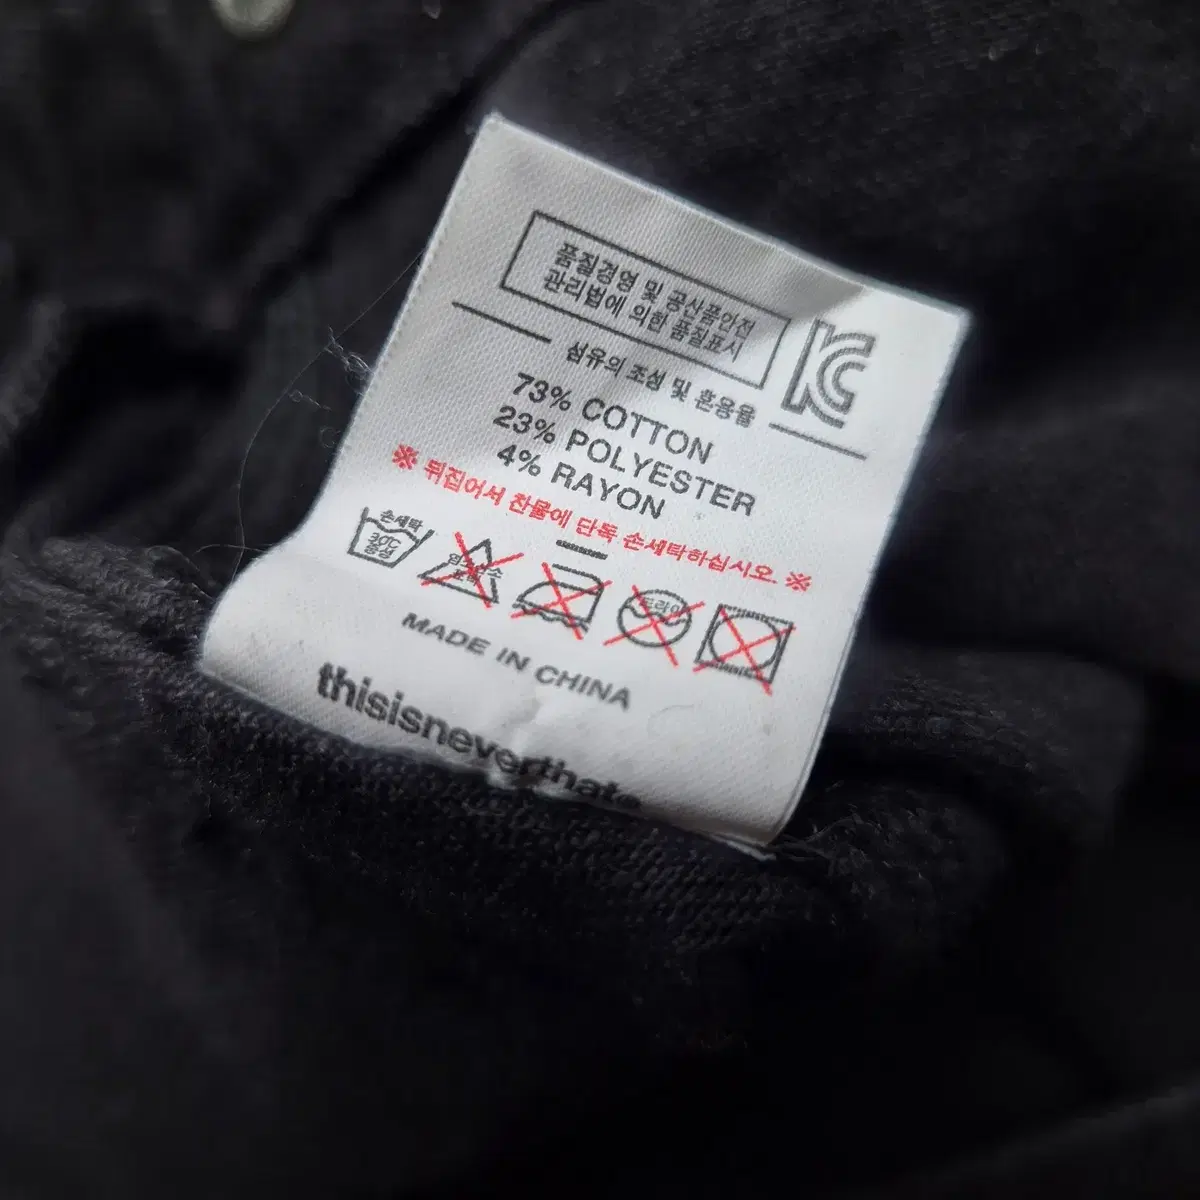 품질경영 및 공산품안전
관리법에 의한 품질표시
섬유의 조성 및 혼용율
73% COTTON
23% POLYESTER
4% RAYON
※ 뒤집어서 찬물에 단독 손세탁하십시오 ※
손세탁
30℃
중성
드라이
MADE IN CHINA
thisisneverthat